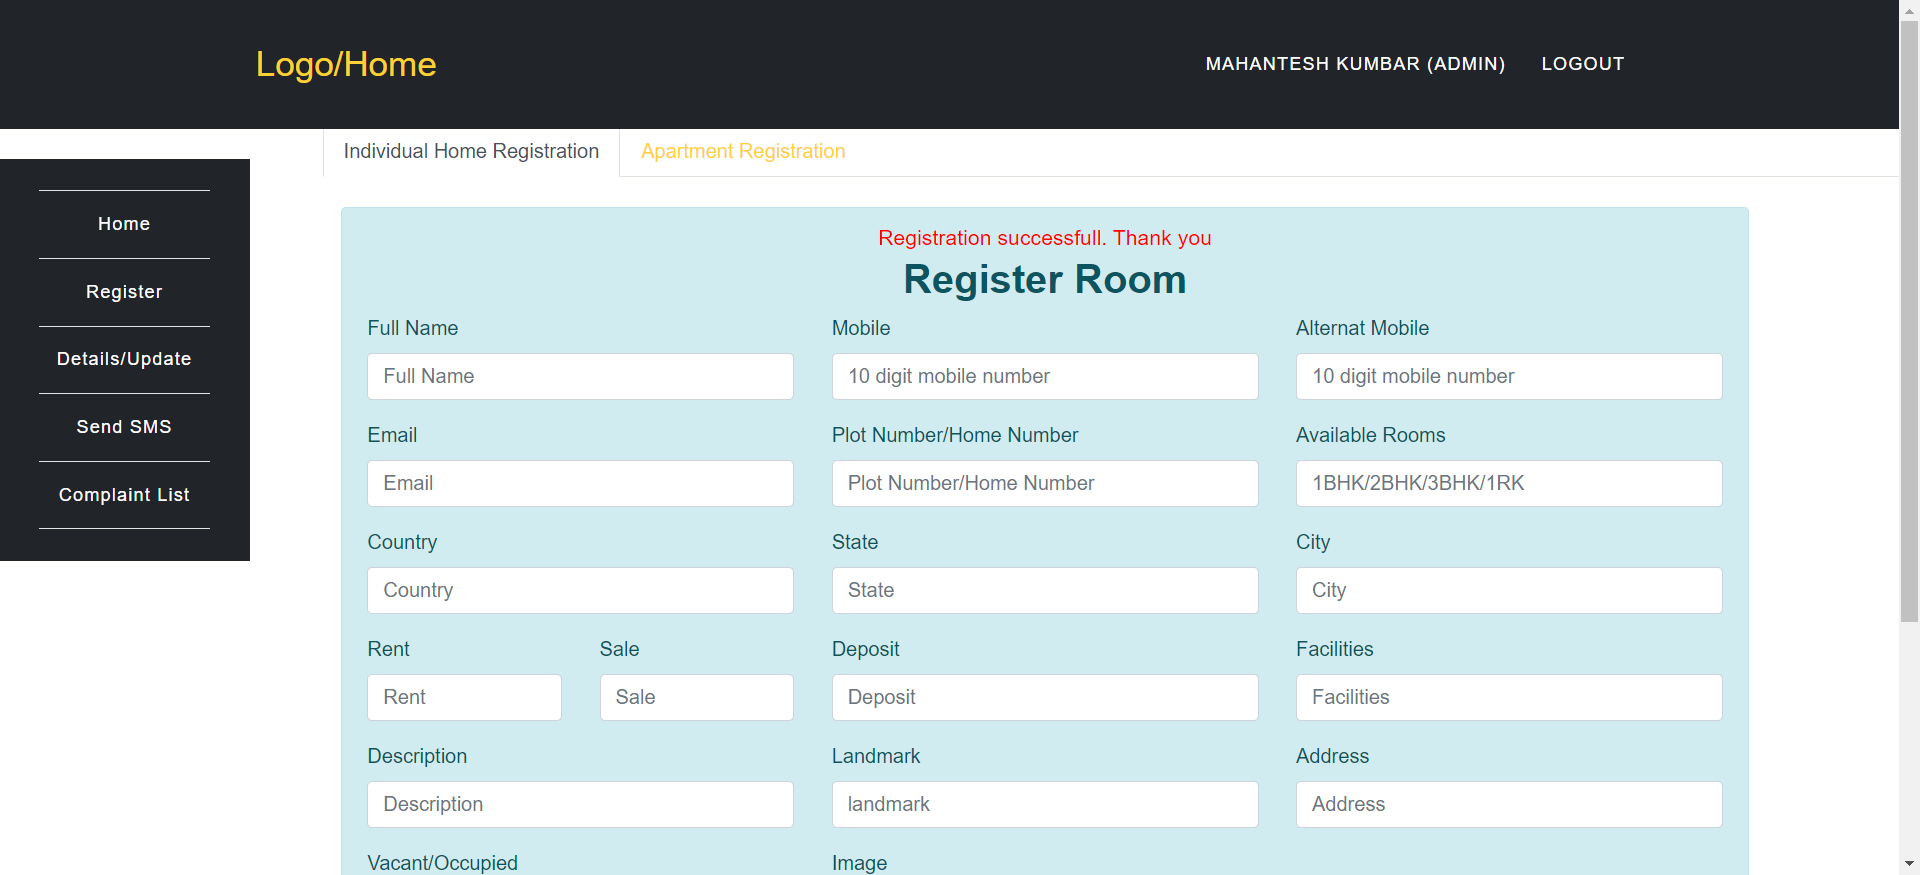 Logo/Home
MAHANTESH KUMBAR (ADMIN) LOGOUT
Individual Home Registration Apartment Registration
Home
Register
Details/Update
Send SMS
Complaint List
Registration successfull. Thank you
Register Room
Full Name Mobile Alternat Mobile
Full Name 10 digit mobile number 10 digit mobile number
Email Plot Number/Home Number Available Rooms
Email Plot Number/Home Number 1BHK/2BHK/3BHK/1RK
Country State City
Country State City
Rent Sale Deposit Facilities
Rent Sale Deposit Facilities
Description Landmark Address
Description landmark Address
Vacant/Occupied Image